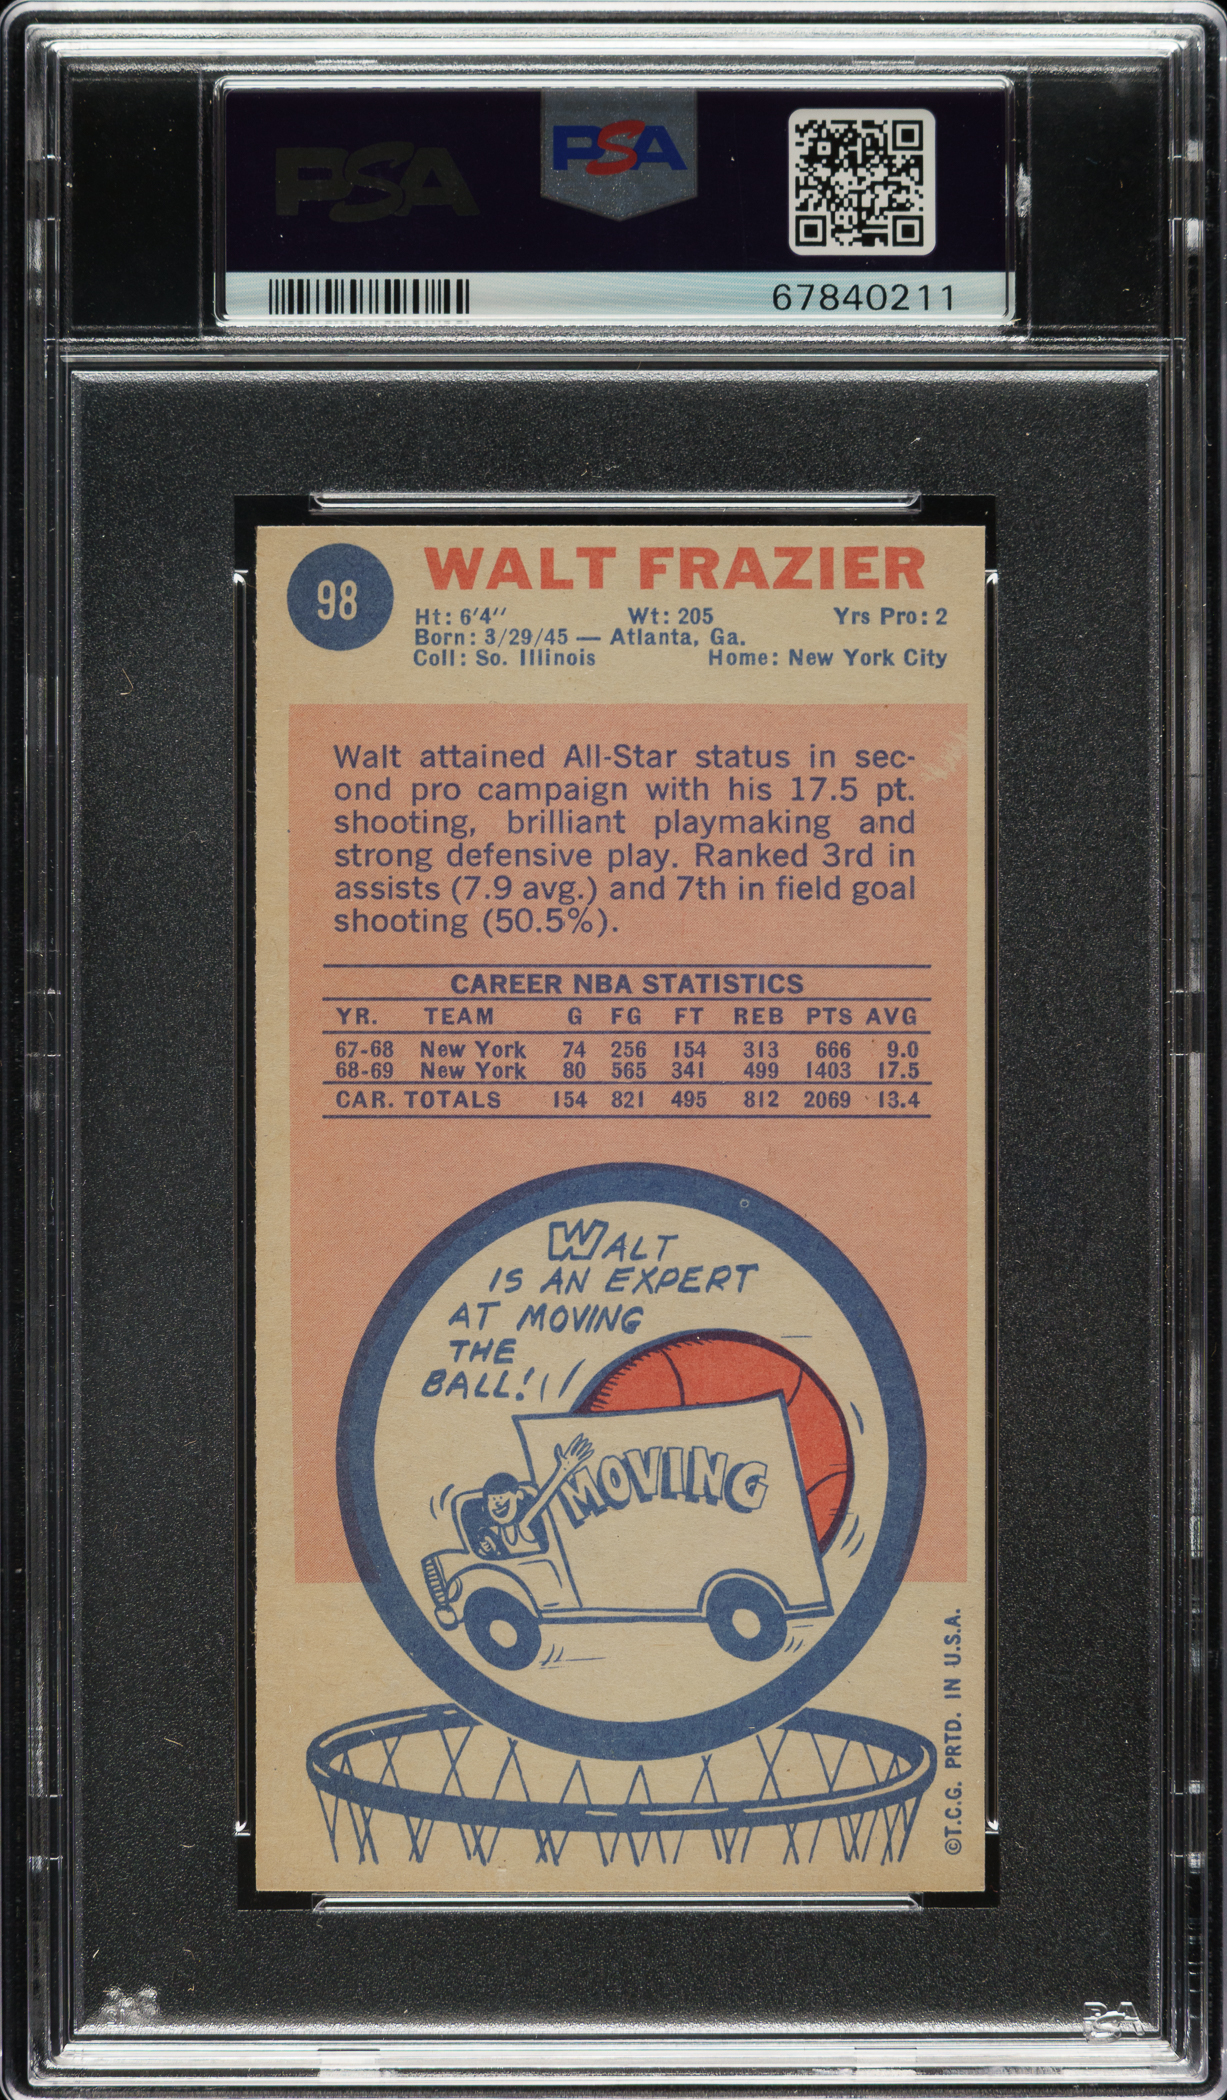 PSA
PSA
67840211
98
WALT FRAZIER
Ht: 6'4'' Wt: 205 Yrs Pro: 2
Born: 3/29/45 — Atlanta, Ga.
Coll: So. Illinois Home: New York City
Walt attained All-Star status in sec-
ond pro campaign with his 17.5 pt.
shooting, brilliant playmaking and
strong defensive play. Ranked 3rd in
assists (7.9 avg.) and 7th in field goal
shooting (50.5%).
CAREER NBA STATISTICS
YR. TEAM G FG FT REB PTS AVG
67-68 New York 74 256 154 313 666 9.0
68-69 New York 80 565 341 499 1403 17.5
CAR. TOTALS 154 821 495 812 2069 13.4
WALT
IS AN EXPERT
AT MOVING
THE
BALL!
MOVING
©T.C.G. PRTD. IN U.S.A.
PSA